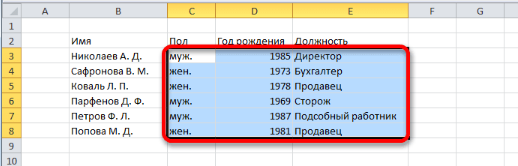 A B C D E F G
1
2 Имя Пол Год рождения Должность
3 Николаев А. Д. муж. 1985 Директор
4 Сафронова В. М. жен. 1973 Бухгалтер
5 Коваль Л. П. жен. 1978 Продавец
6 Парфенов Д. Ф. муж. 1969 Сторож
7 Петров Ф. Л. муж. 1987 Подсобный работник
8 Попова М. Д. жен. 1981 Продавец
9
10